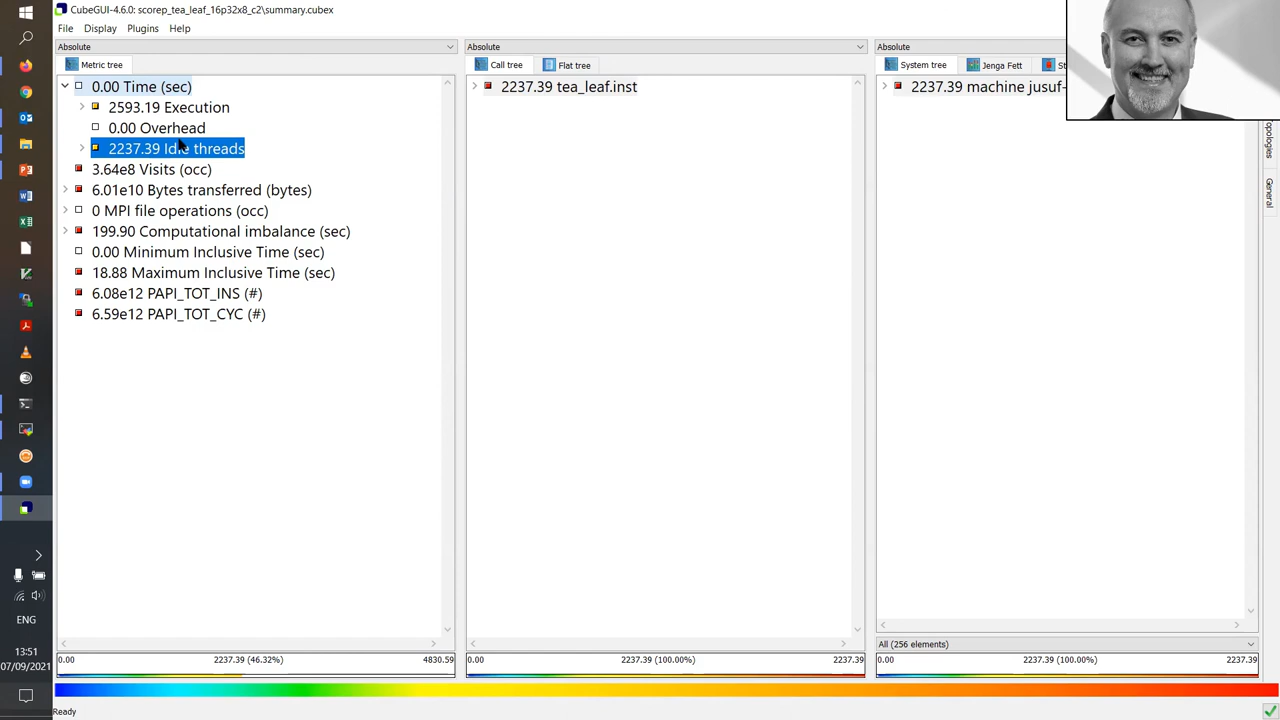 CubeGUI-4.6.0: scorep_tea_leaf_16p32x8_c2\summary.cubex
File Display Plugins Help
Absolute
Absolute
Absolute
Metric tree
Call tree
Flat tree
System tree
Jenga Fett
0.00 Time (sec)
2593.19 Execution
0.00 Overhead
2237.39 Idle threads
3.64e8 Visits (occ)
6.01e10 Bytes transferred (bytes)
0 MPI file operations (occ)
199.90 Computational imbalance (sec)
0.00 Minimum Inclusive Time (sec)
18.88 Maximum Inclusive Time (sec)
6.08e12 PAPI_TOT_INS (#)
6.59e12 PAPI_TOT_CYC (#)
2237.39 tea_leaf.inst
2237.39 machine jusuf-
General
All (256 elements)
0.00 2237.39 (46.32%) 4830.59
0.00 2237.39 (100.00%) 2237.39
0.00 2237.39 (100.00%) 2237.39
Ready
ENG
13:51
07/09/2021